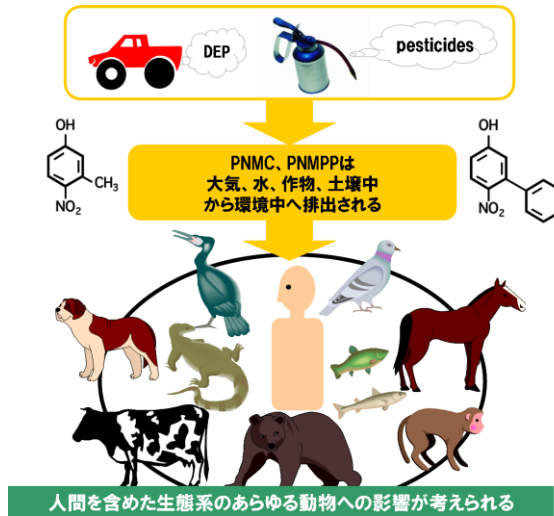 DEP
pesticides
PNMC、PNMPPは
大気、水、作物、土壌中
から環境中へ排出される
OH
CH3
NO2
OH
NO2
人間を含めた生態系のあらゆる動物への影響が考えられる